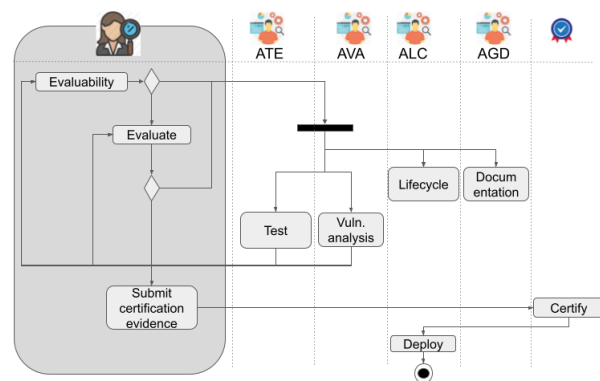 ATE AVA ALC AGD
Evaluability
Evaluate
Lifecycle
Docum
entation
Test
Vuln.
analysis
Submit
certification
evidence
Certify
Deploy